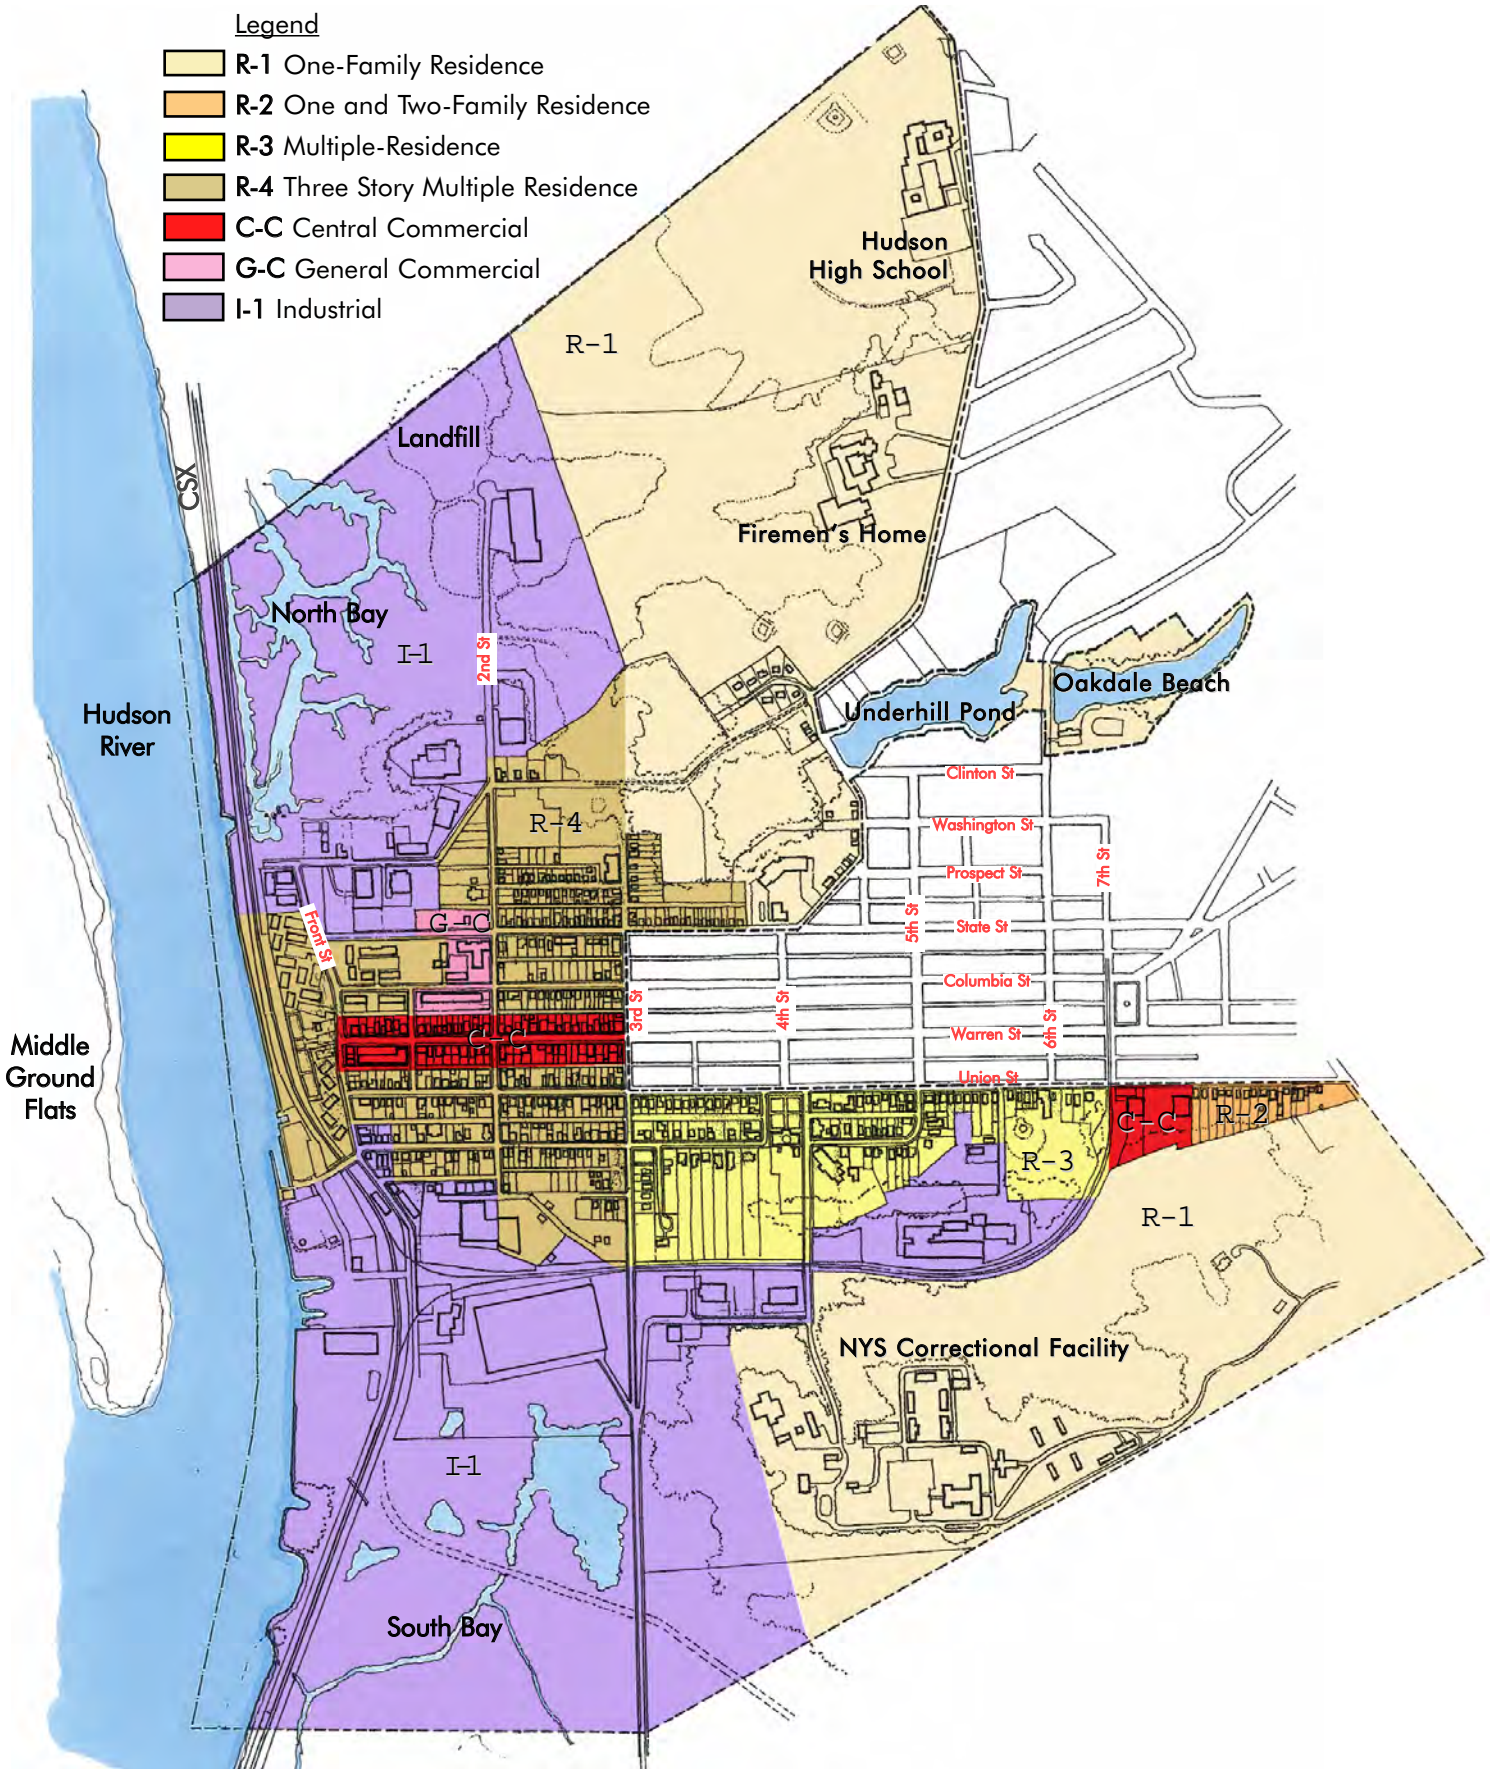 Legend
R-1 One-Family Residence
R-2 One and Two-Family Residence
R-3 Multiple-Residence
R-4 Three Story Multiple Residence
C-C Central Commercial
G-C General Commercial
I-1 Industrial
Hudson
High School
R-1
Landfill
CSX
Firemen's Home
North Bay
I-1
2nd St
Oakdale Beach
Underhill Pond
Hudson
River
Clinton St
R-4
Washington St
Prospect St
7th St
G-C
Front St
5th St
State St
Columbia St
3rd St
4th St
6th St
Warren St
C-C
Middle
Ground
Flats
Union St
C-C
R-2
R-3
R-1
NYS Correctional Facility
I-1
South Bay